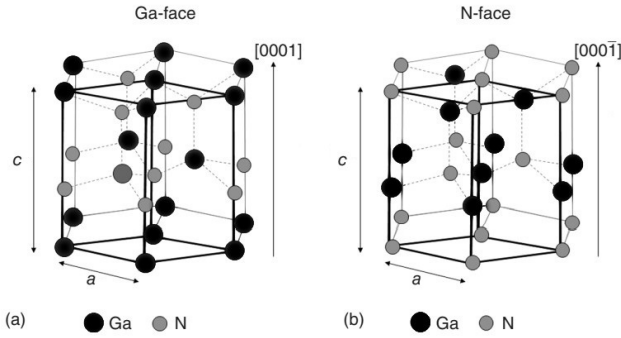 Ga-face
N-face
[0001]
[0001̄]
c
c
a
a
(a)
Ga
N
(b)
Ga
N